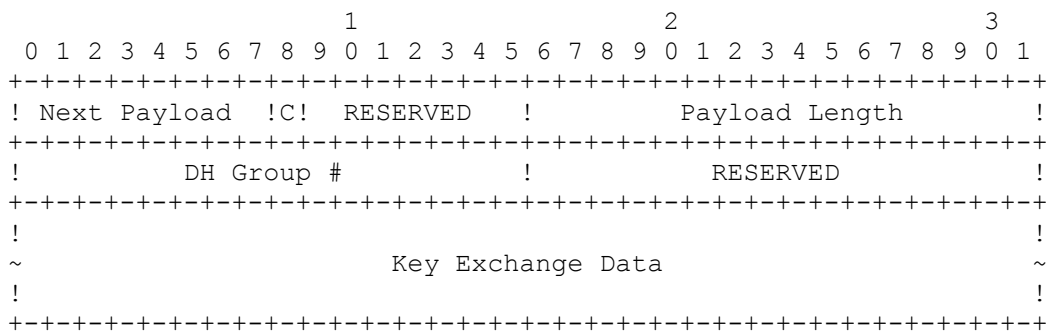 1                   2                   3
 0 1 2 3 4 5 6 7 8 9 0 1 2 3 4 5 6 7 8 9 0 1 2 3 4 5 6 7 8 9 0 1
+-+-+-+-+-+-+-+-+-+-+-+-+-+-+-+-+-+-+-+-+-+-+-+-+-+-+-+-+-+-+-+-+
! Next Payload  !C!  RESERVED   !         Payload Length        !
+-+-+-+-+-+-+-+-+-+-+-+-+-+-+-+-+-+-+-+-+-+-+-+-+-+-+-+-+-+-+-+-+
!          DH Group #           !           RESERVED            !
+-+-+-+-+-+-+-+-+-+-+-+-+-+-+-+-+-+-+-+-+-+-+-+-+-+-+-+-+-+-+-+-+
!                                                               !
~                       Key Exchange Data                       ~
!                                                               !
+-+-+-+-+-+-+-+-+-+-+-+-+-+-+-+-+-+-+-+-+-+-+-+-+-+-+-+-+-+-+-+-+